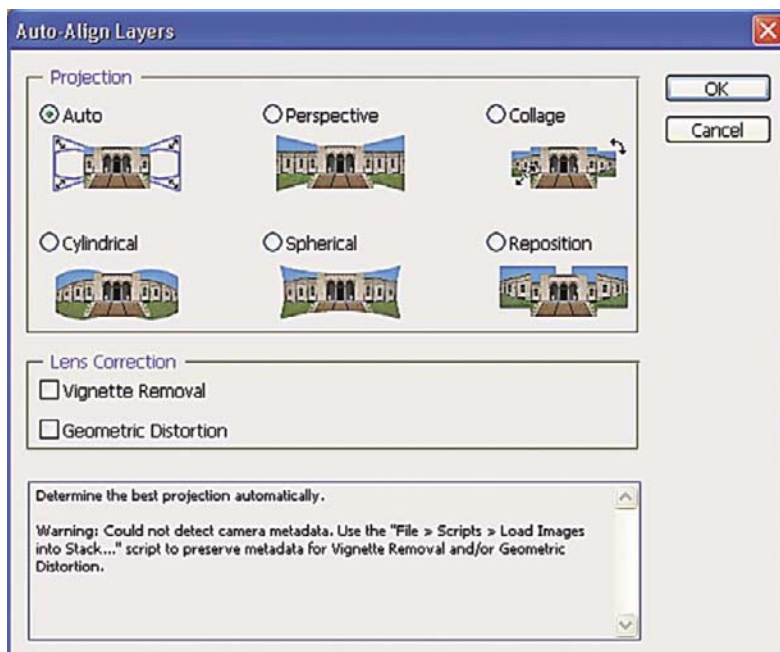 Auto-Align Layers
Projection
Auto
Perspective
Collage
Cylindrical
Spherical
Reposition
OK
Cancel
Lens Correction
Vignette Removal
Geometric Distortion
Determine the best projection automatically.
Warning: Could not detect camera metadata. Use the "File > Scripts > Load Images
into Stack..." script to preserve metadata for Vignette Removal and/or Geometric
Distortion.